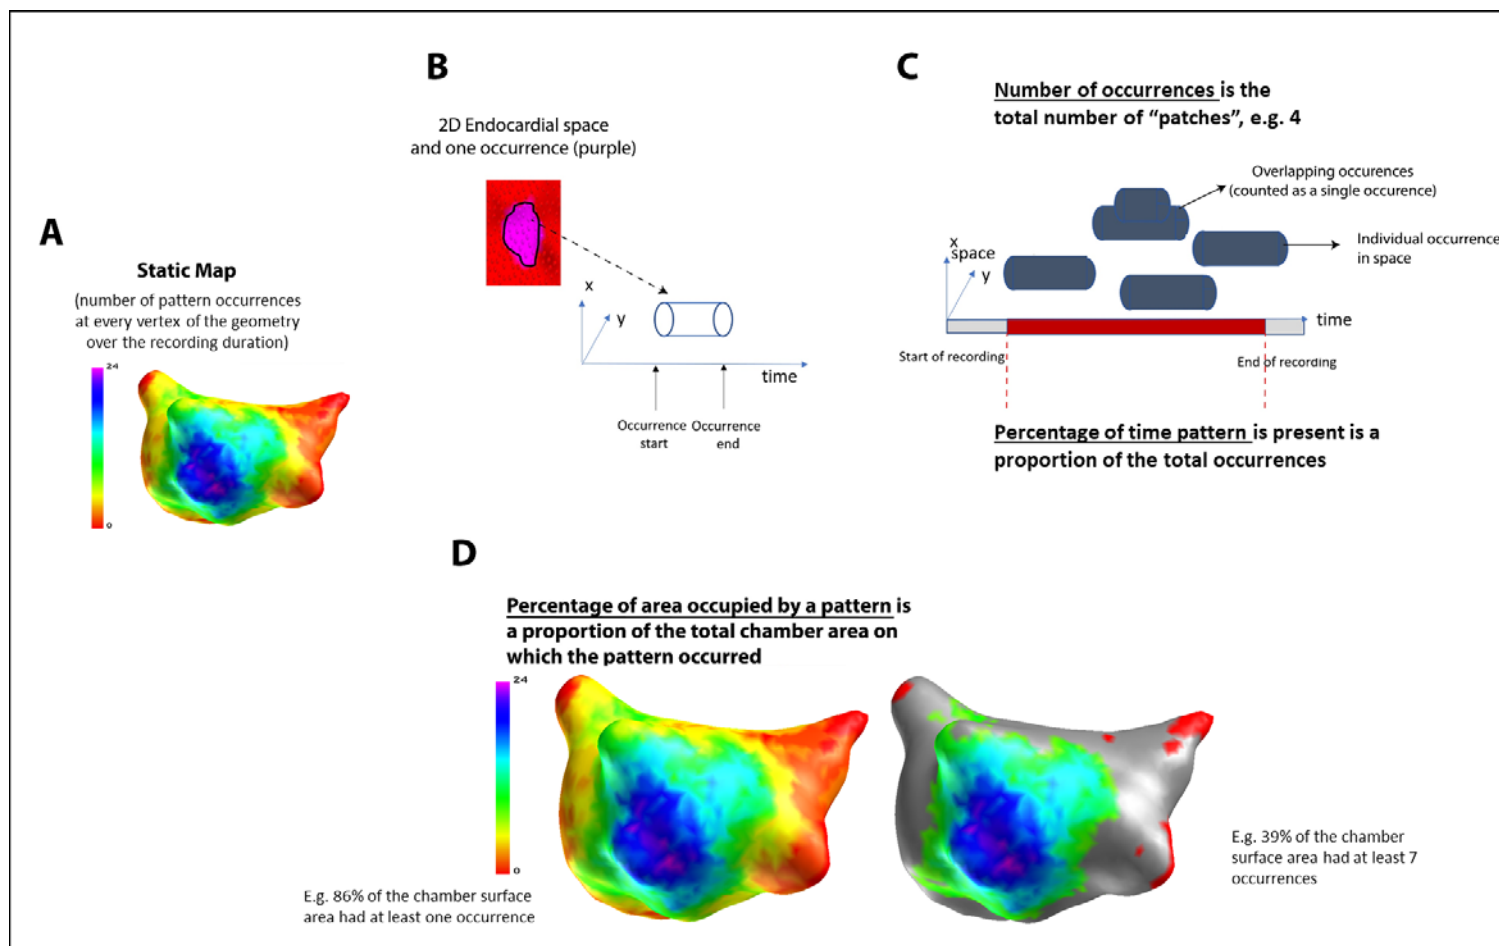 A
Static Map
(number of pattern occurrences
at every vertex of the geometry
over the recording duration)
24
0
B
2D Endocardial space
and one occurrence (purple)
x
y
time
Occurrence
start
Occurrence
end
C
Number of occurrences is the
total number of “patches”, e.g. 4
Overlapping occurences
(counted as a single occurence)
Individual occurrence
in space
x
space
y
time
Start of recording
End of recording
Percentage of time pattern is present is a
proportion of the total occurrences
D
Percentage of area occupied by a pattern is
a proportion of the total chamber area on
which the pattern occurred
24
0
E.g. 86% of the chamber surface
area had at least one occurrence
E.g. 39% of the chamber
surface area had at least 7
occurrences